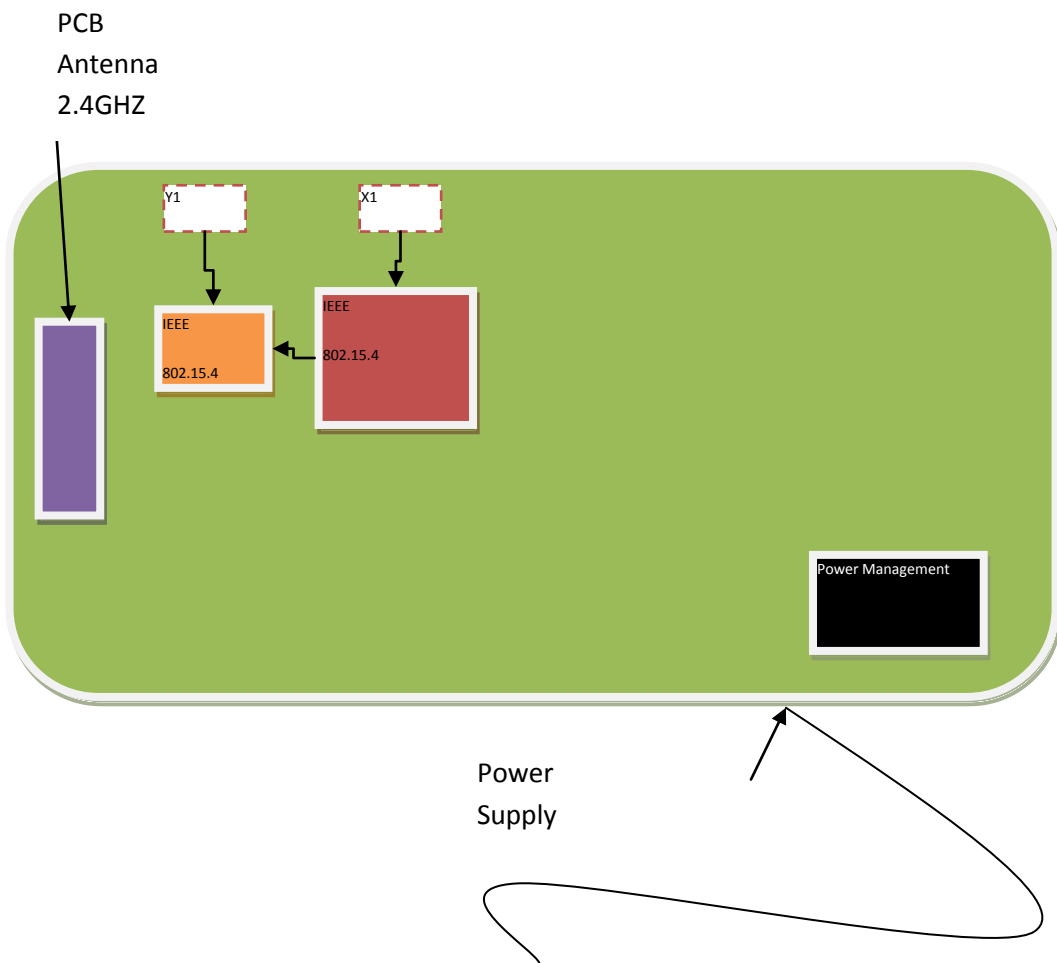 PCB
Antenna
2.4GHZ
Y1
X1
IEEE
802.15.4
IEEE
802.15.4
Power Management
Power
Supply